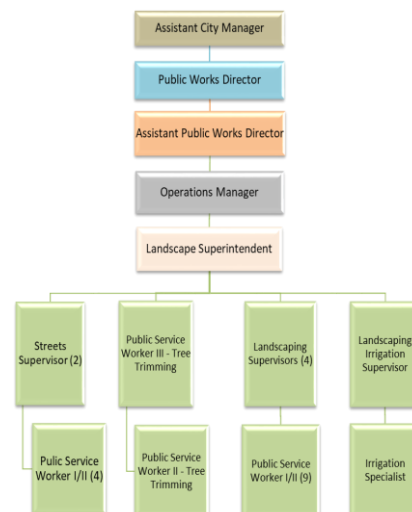 Assistant City Manager
Public Works Director
Assistant Public Works Director
Operations Manager
Landscape Superintendent
Streets
Supervisor (2)
Public Service
Worker III - Tree
Trimming
Landscaping
Supervisors (4)
Landscaping
Irrigation
Supervisor
Pulic Service
Worker I/II (4)
Public Service
Worker II - Tree
Trimming
Public Service
Worker I/II (9)
Irrigation
Specialist